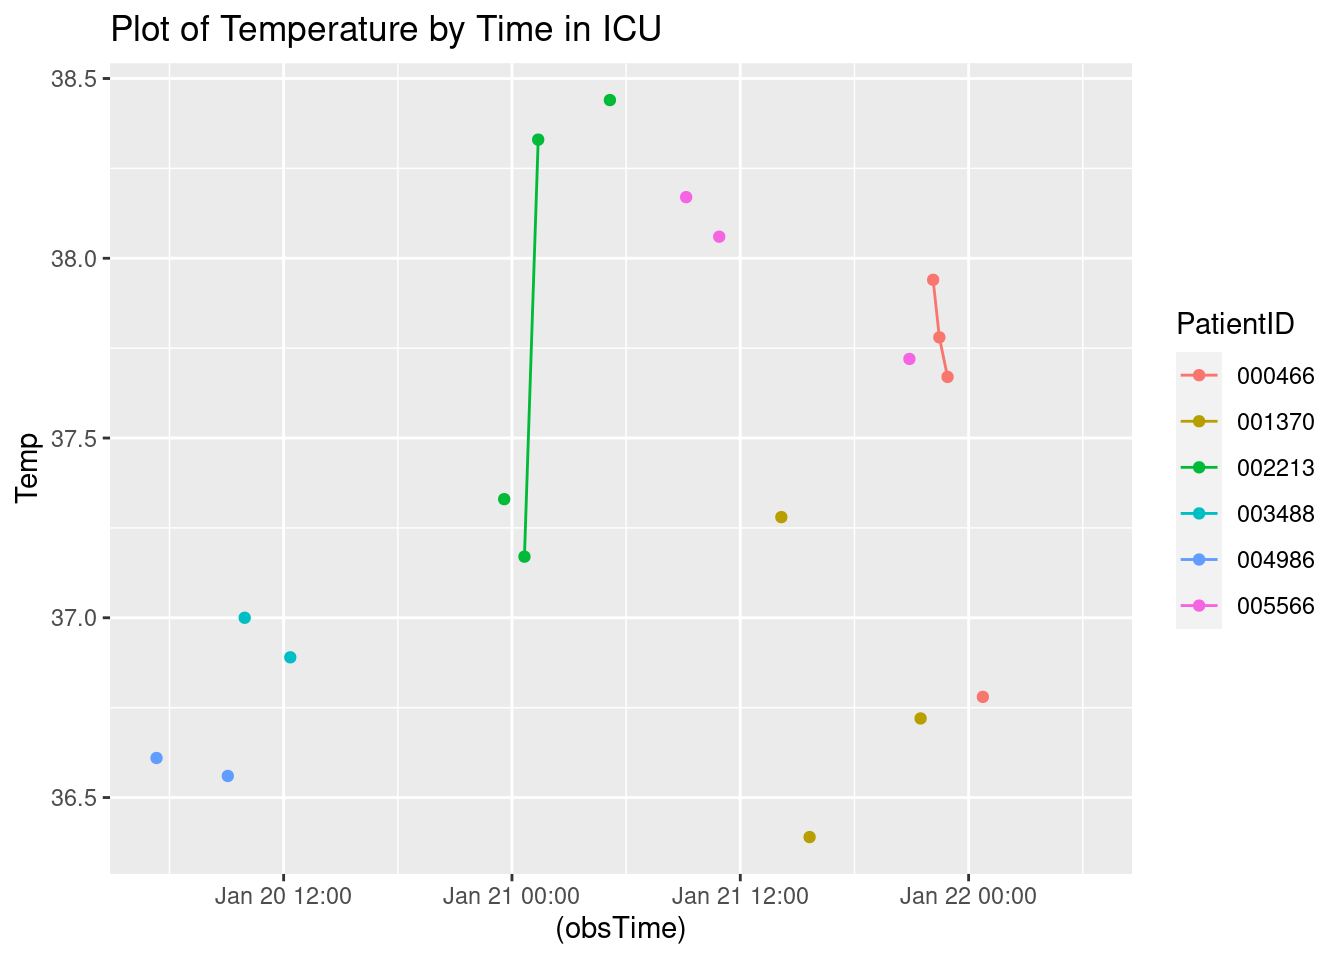 Plot of Temperature by Time in ICU
38.5
38.0
37.5
37.0
36.5
Temp
Jan 20 12:00
Jan 21 00:00
Jan 21 12:00
Jan 22 00:00
(obsTime)
PatientID
000466
001370
002213
003488
004986
005566